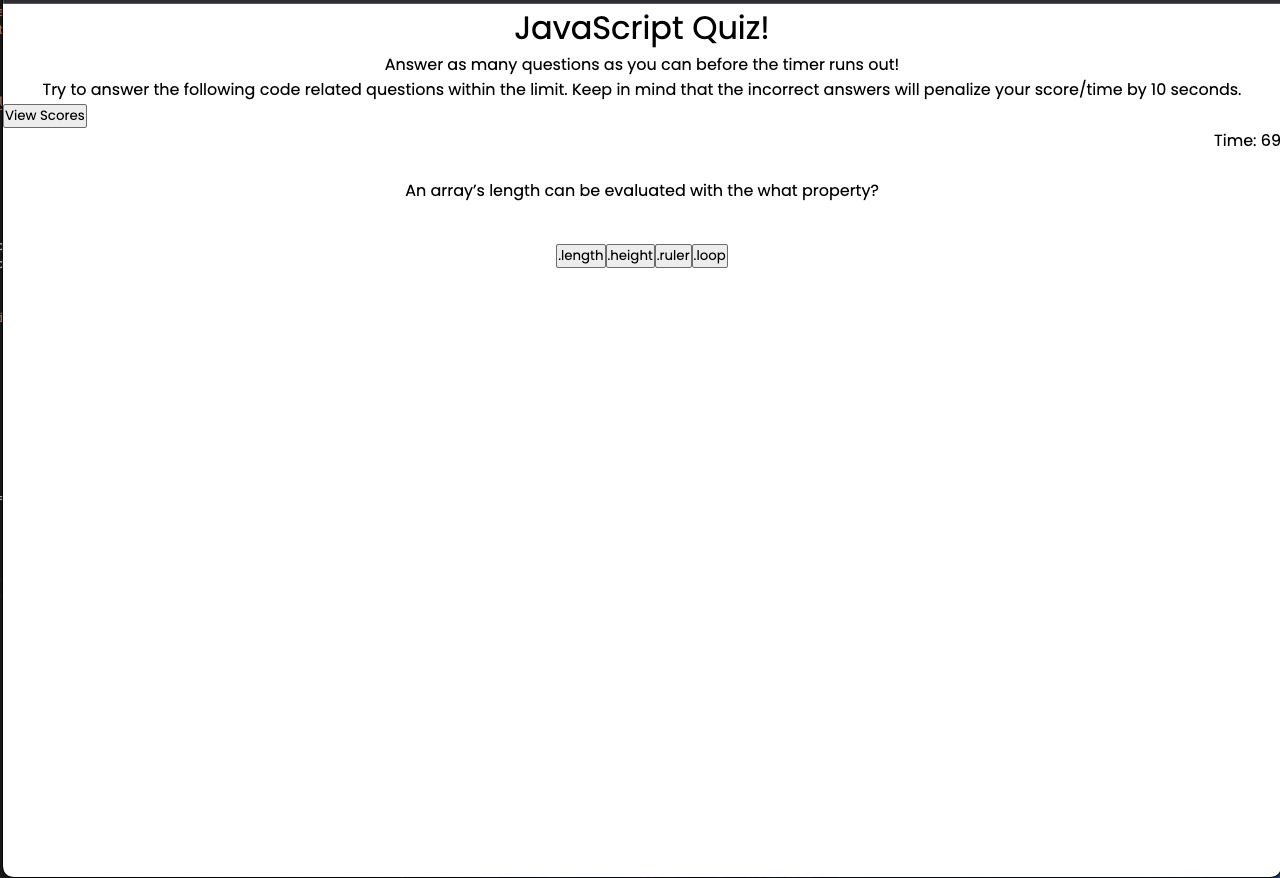 JavaScript Quiz!
Answer as many questions as you can before the timer runs out!
Try to answer the following code related questions within the limit. Keep in mind that the incorrect answers will penalize your score/time by 10 seconds.
View Scores
Time: 69
An array’s length can be evaluated with the what property?
.length .height .ruler .loop